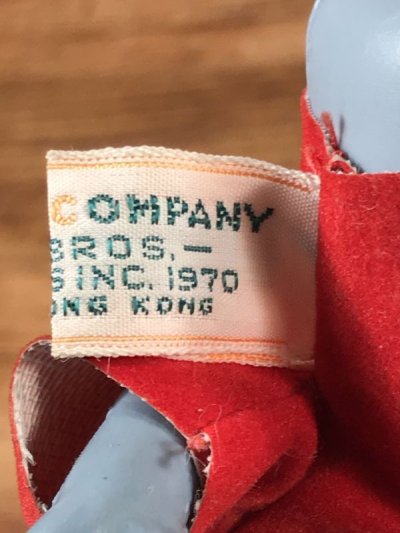 COMPANY
BROS.—
S INC. 1970
ONG KONG